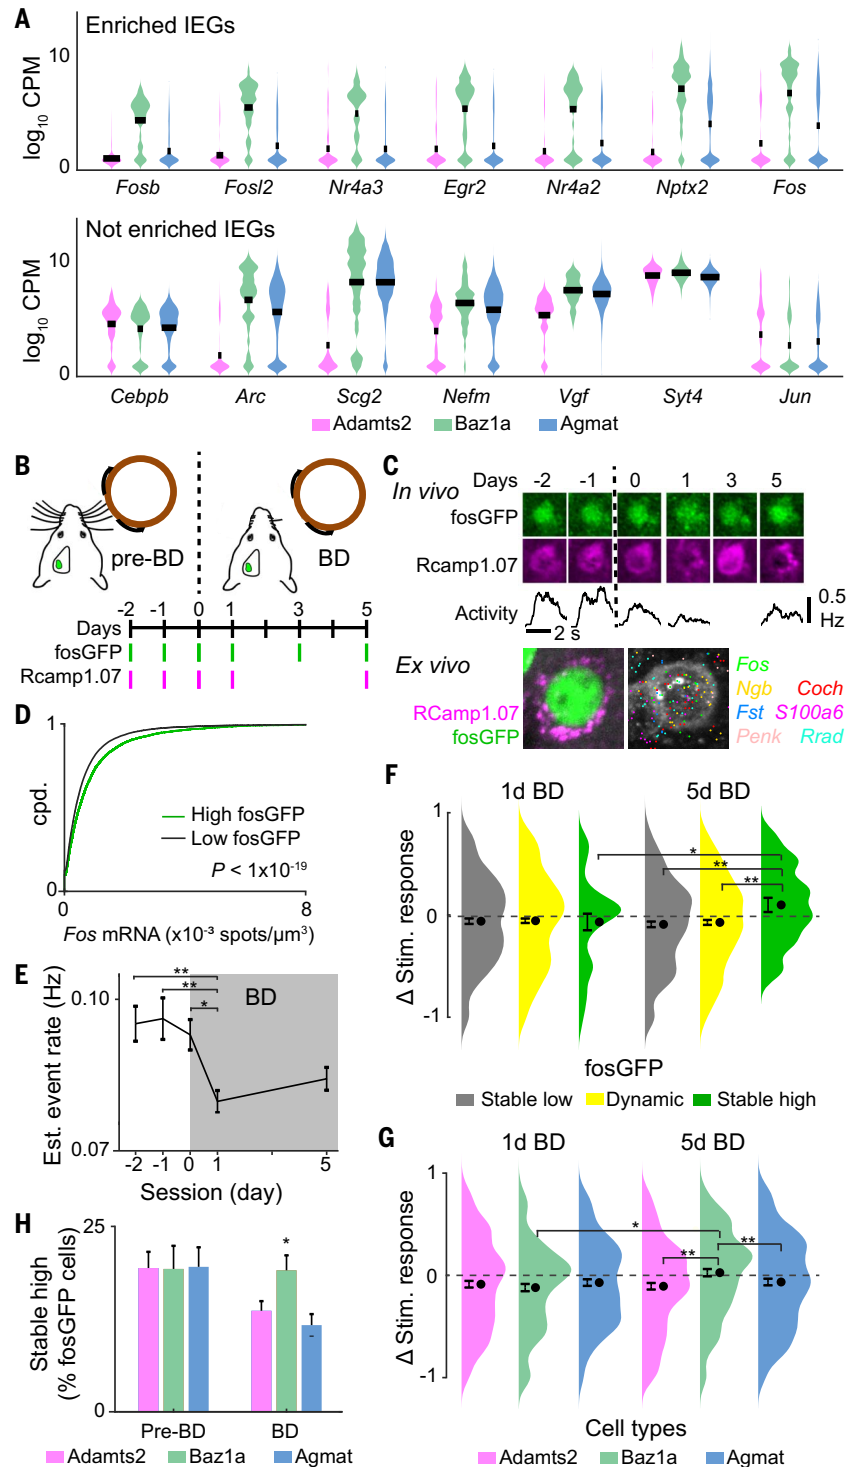 A
Enriched IEGs
log10 CPM
10
0
Fosb Fosl2 Nr4a3 Egr2 Nr4a2 Nptx2 Fos
Not enriched IEGs
log10 CPM
10
0
Cebpb Arc Scg2 Nefm Vgf Syt4 Jun
Adamts2 Baz1a Agmat
B
pre-BD BD
-2 -1 0 1 3 5
Days
fosGFP
Rcamp1.07
C
Days -2 -1 0 1 3 5
In vivo
fosGFP
Rcamp1.07
Activity
0.5 Hz
2 s
Ex vivo
RCamp1.07
fosGFP
Fos
Ngb Coch
Fst S100a6
Penk Rrad
D
1
cpd.
High fosGFP
Low fosGFP
P < 1x10-19
0
0 8
Fos mRNA (x10-3 spots/µm3)
E
** 
**
*
BD
0.10
Est. event rate (Hz)
0.07
-2 -1 0 1 5
Session (day)
F
1d BD 5d BD
1
*
**
**
Δ Stim. response
0
-1
fosGFP
Stable low Dynamic Stable high
G
1d BD 5d BD
1
*
** **
Δ Stim. response
0
-1
Cell types
Adamts2 Baz1a Agmat
H
25
*
Stable high
(% fosGFP cells)
0
Pre-BD BD
Adamts2 Baz1a Agmat